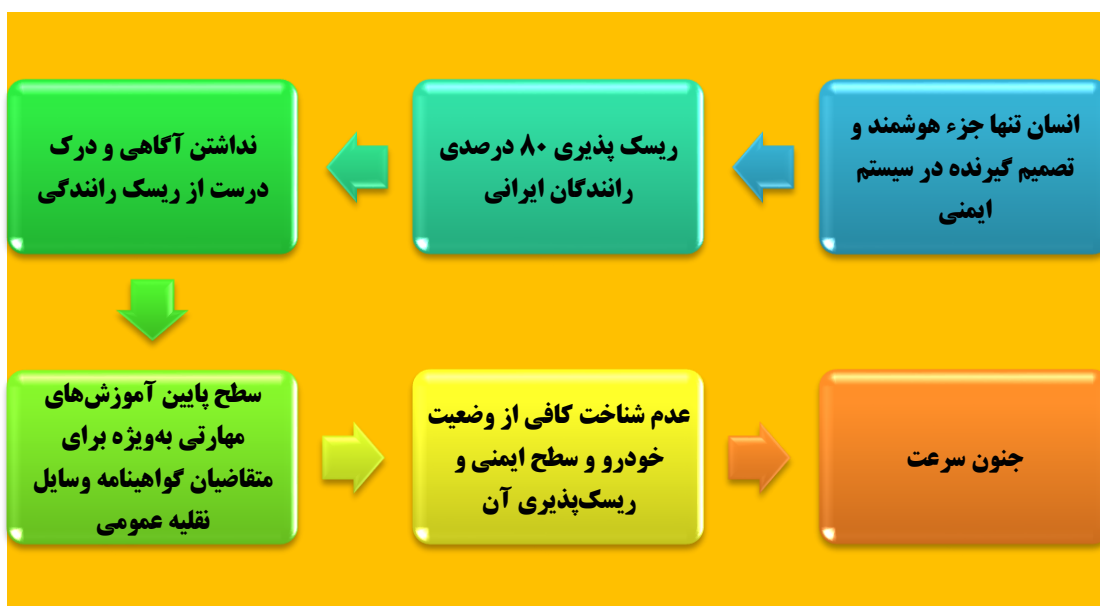 انسان تنها جزء هوشمند و
تصمیم گیرنده در سیستم
ایمنی
ریسک پذیری ۸۰ درصدی
رانندگان ایرانی
نداشتن آگاهی و درک
درست از ریسک رانندگی
سطح پایین آموزش‌های
مهارتی به‌ویژه برای
متقاضیان گواهینامه وسایل
نقلیه عمومی
عدم شناخت کافی از وضعیت
خودرو و سطح ایمنی و
ریسک‌پذیری آن
جنون سرعت